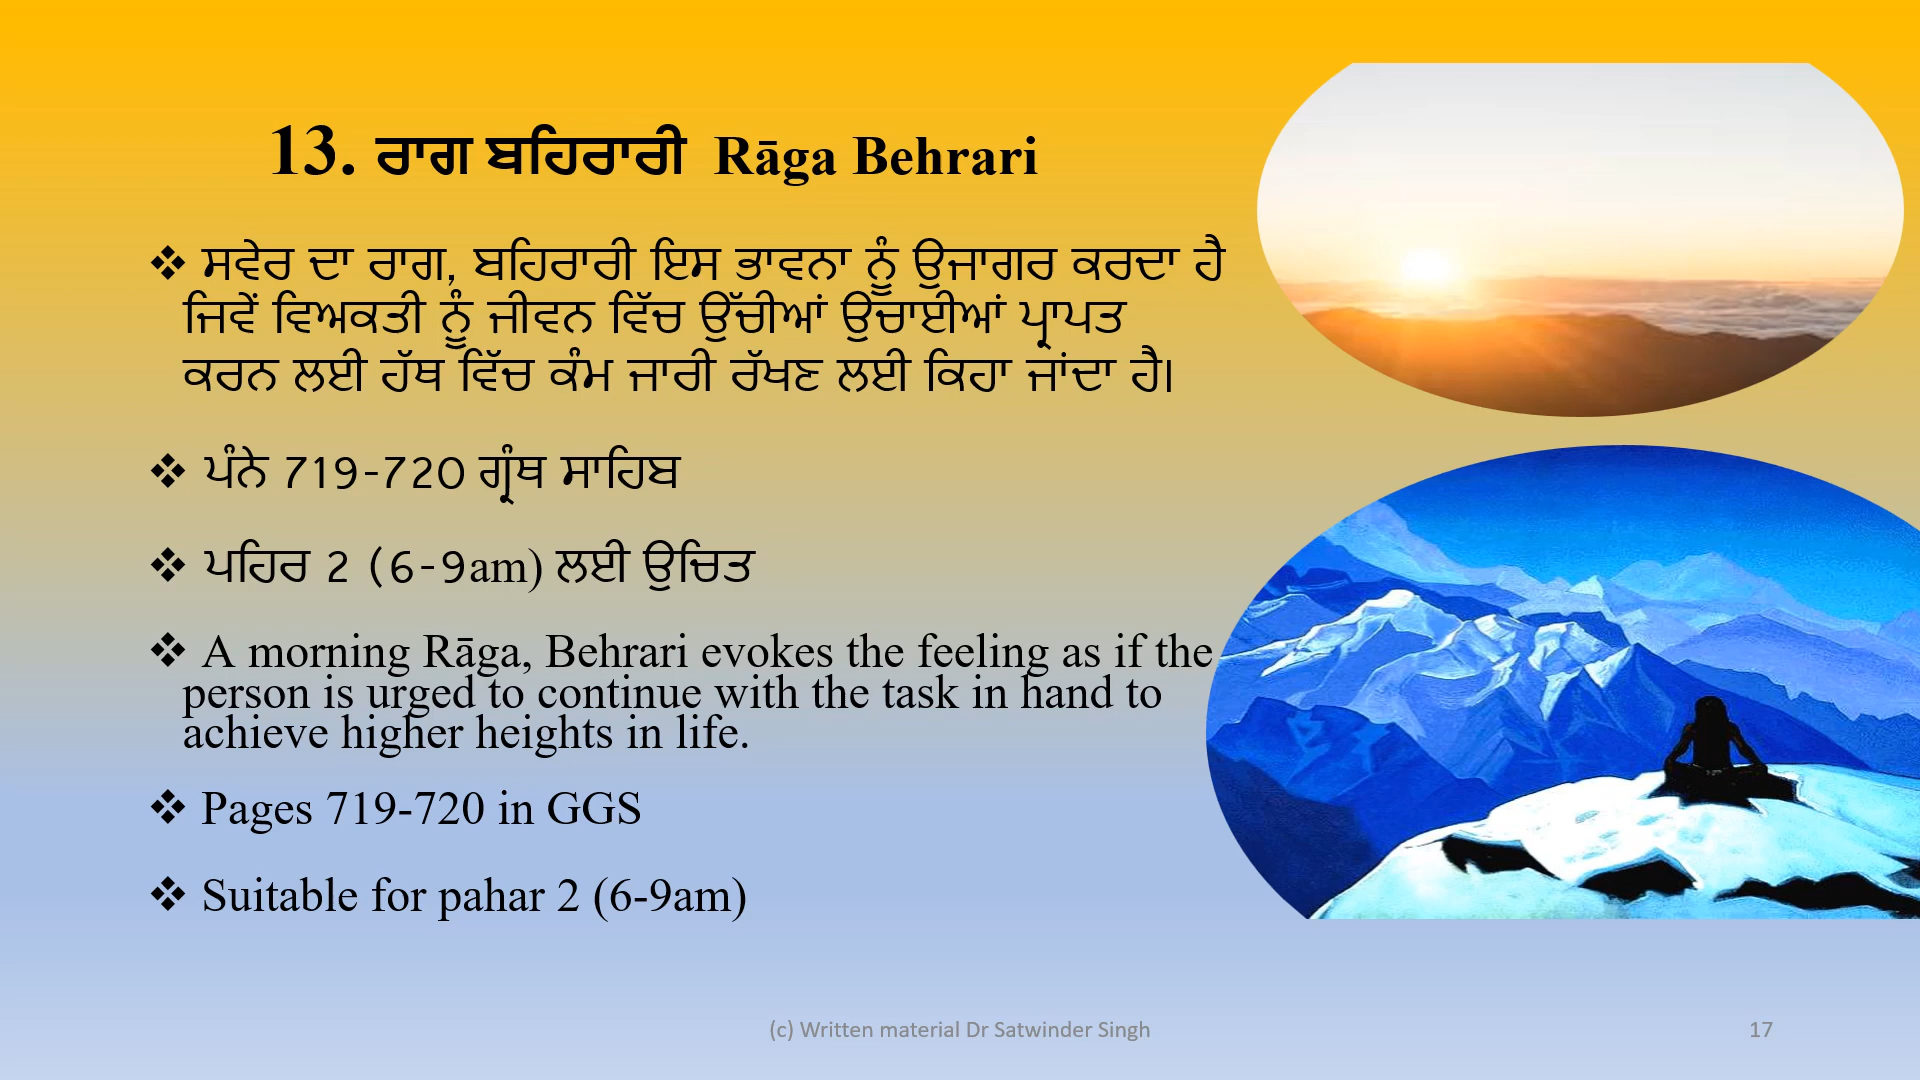 13. ਰਾਗ ਬਹਿਰਾਰੀ Rāga Behrari
❖ ਸਵੇਰ ਦਾ ਰਾਗ, ਬਹਿਰਾਰੀ ਇਸ ਭਾਵਨਾ ਨੂੰ ਉਜਾਗਰ ਕਰਦਾ ਹੈ
ਜਿਵੇਂ ਵਿਅਕਤੀ ਨੂੰ ਜੀਵਨ ਵਿੱਚ ਉੱਚੀਆਂ ਉਚਾਈਆਂ ਪ੍ਰਾਪਤ
ਕਰਨ ਲਈ ਹੱਥ ਵਿੱਚ ਕੰਮ ਜਾਰੀ ਰੱਖਣ ਲਈ ਕਿਹਾ ਜਾਂਦਾ ਹੈ।
❖ ਪੰਨੇ 719-720 ਗ੍ਰੰਥ ਸਾਹਿਬ
❖ ਪਹਿਰ 2 (6-9am) ਲਈ ਉਚਿਤ
❖ A morning Rāga, Behrari evokes the feeling as if the
person is urged to continue with the task in hand to
achieve higher heights in life.
❖ Pages 719-720 in GGS
❖ Suitable for pahar 2 (6-9am)
(c) Written material Dr Satwinder Singh
17